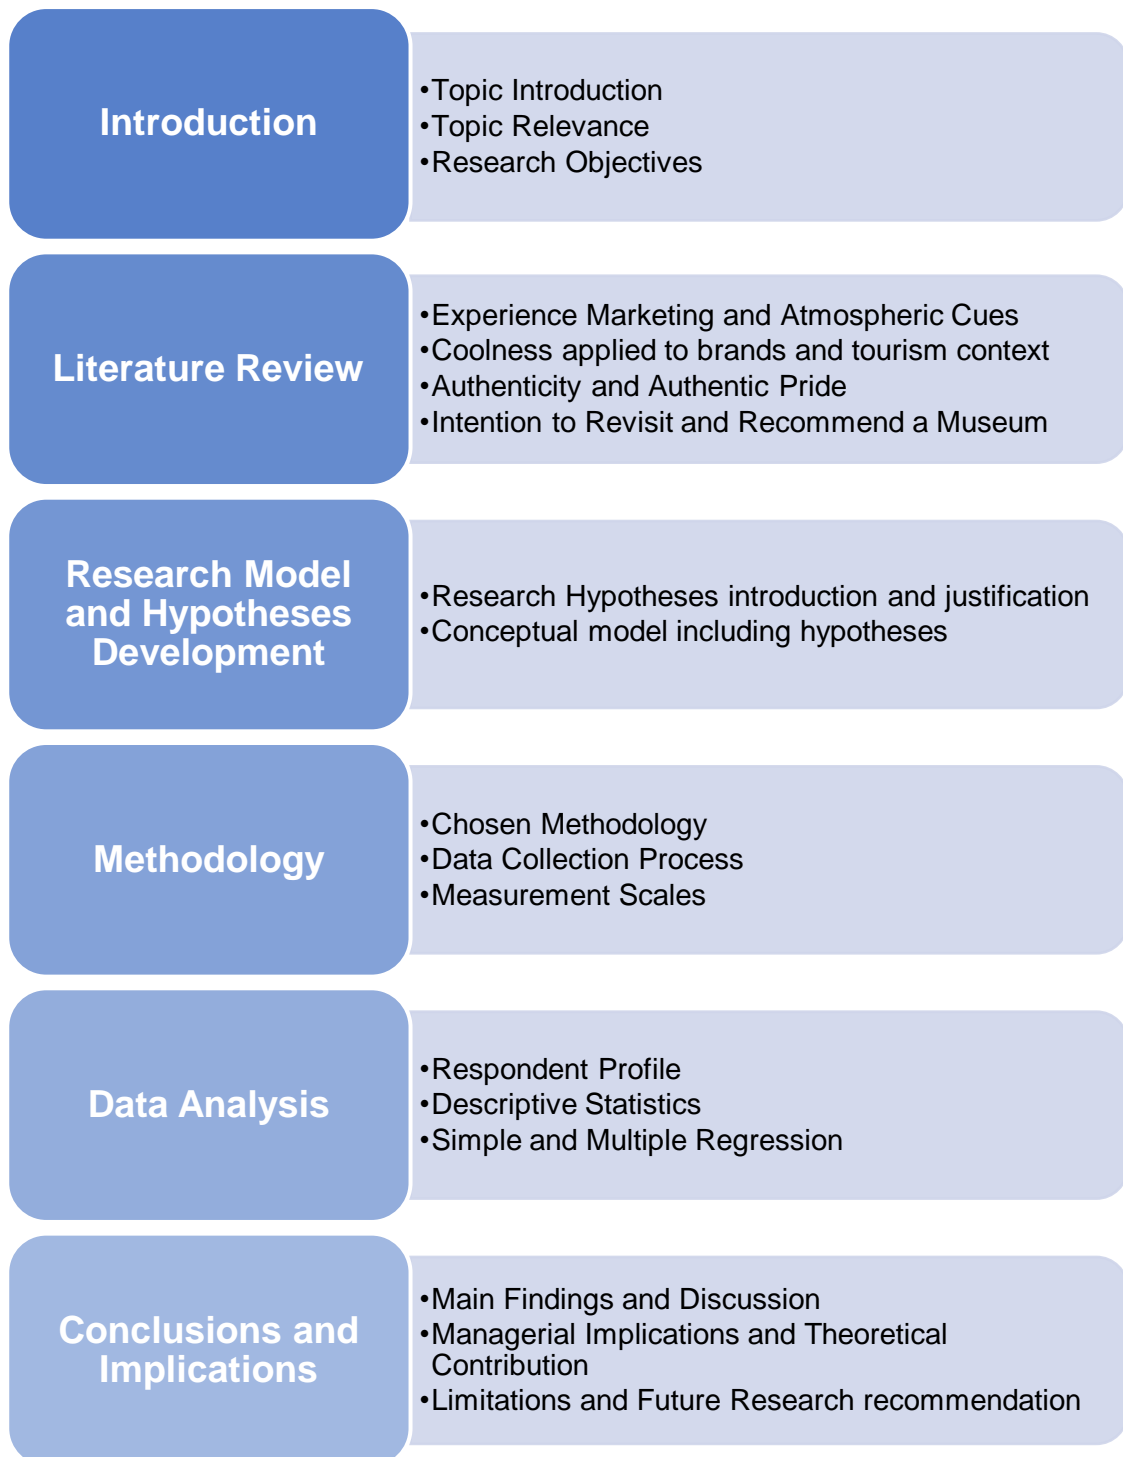 Introduction
•Topic Introduction
•Topic Relevance
•Research Objectives
Literature Review
•Experience Marketing and Atmospheric Cues
•Coolness applied to brands and tourism context
•Authenticity and Authentic Pride
•Intention to Revisit and Recommend a Museum
Research Model
and Hypotheses
Development
•Research Hypotheses introduction and justification
•Conceptual model including hypotheses
Methodology
•Chosen Methodology
•Data Collection Process
•Measurement Scales
Data Analysis
•Respondent Profile
•Descriptive Statistics
•Simple and Multiple Regression
Conclusions and
Implications
•Main Findings and Discussion
•Managerial Implications and Theoretical
Contribution
•Limitations and Future Research recommendation